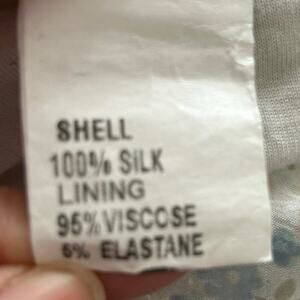 SHELL
100% SILK
LINING
95% VISCOSE
5% ELASTANE